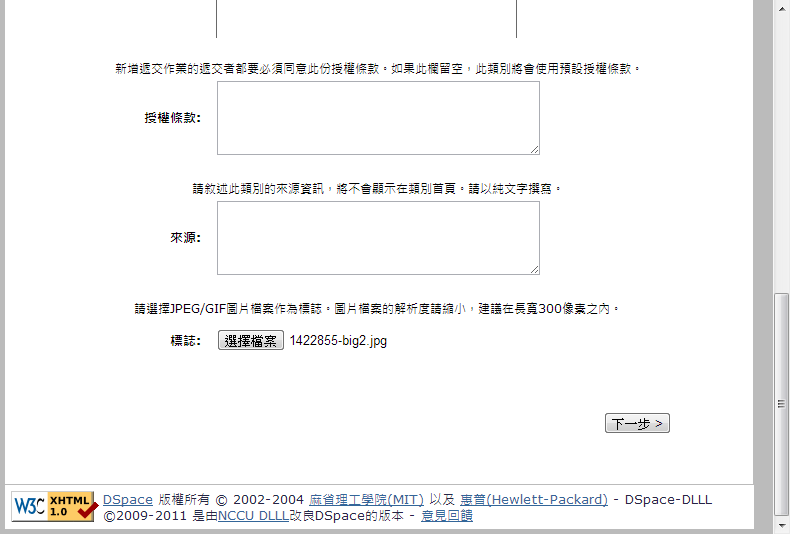 新增遞交作業的遞交者都要必須同意此份授權條款。如果此欄留空，此類別將會使用預設授權條款。
授權條款:
請敘述此類別的來源資訊，將不會顯示在類別首頁。請以純文字撰寫。
來源:
請選擇JPEG/GIF圖片檔案作為標誌。圖片檔案的解析度請縮小，建議在長寬300像素之內。
標誌: 選擇檔案 1422855-big2.jpg
下一步 >
W3C XHTML 1.0
DSpace 版權所有 © 2002-2004 麻省理工學院(MIT) 以及 惠普(Hewlett-Packard) - DSpace-DLLL
©2009-2011 是由NCCU DLLL改良DSpace的版本 - 意見回饋